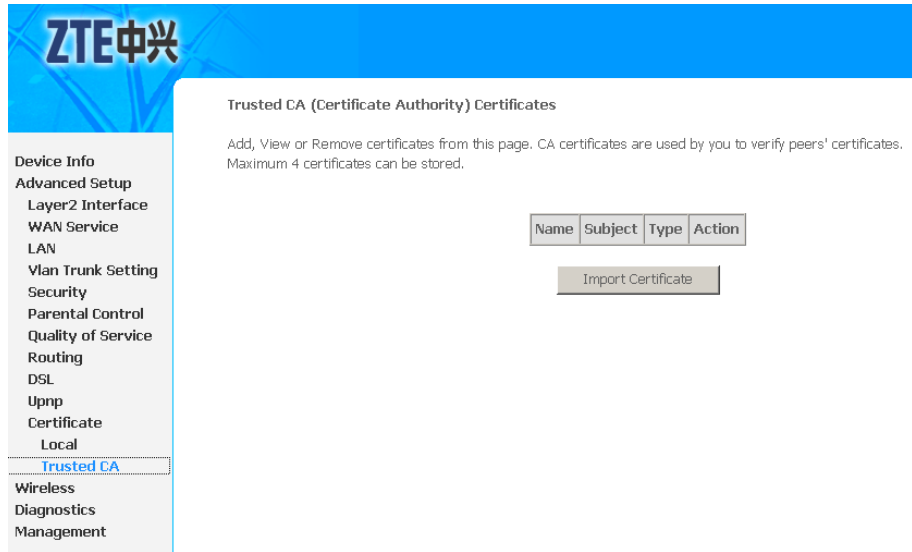 ZTE中兴
Trusted CA (Certificate Authority) Certificates
Add, View or Remove certificates from this page. CA certificates are used by you to verify peers' certificates.
Maximum 4 certificates can be stored.
Name Subject Type Action
Import Certificate
Device Info
Advanced Setup
Layer2 Interface
WAN Service
LAN
Vlan Trunk Setting
Security
Parental Control
Quality of Service
Routing
DSL
Upnp
Certificate
Local
Trusted CA
Wireless
Diagnostics
Management